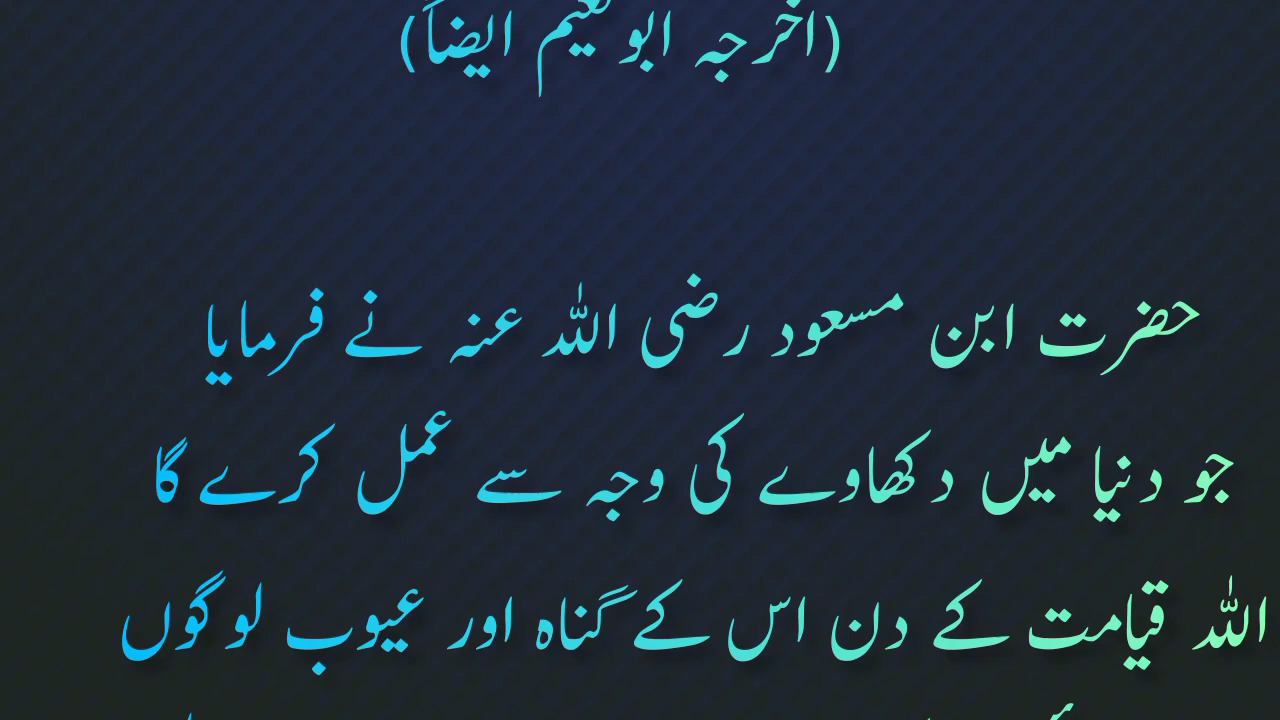 (اخرجہ ابو نعیم ایضاً)
حضرت ابن مسعود رضی اللہ عنہ نے فرمایا
جو دنیا میں دکھاوے کی وجہ سے عمل کرے گا
اللہ قیامت کے دن اس کے گناہ اور عیوب لوگوں